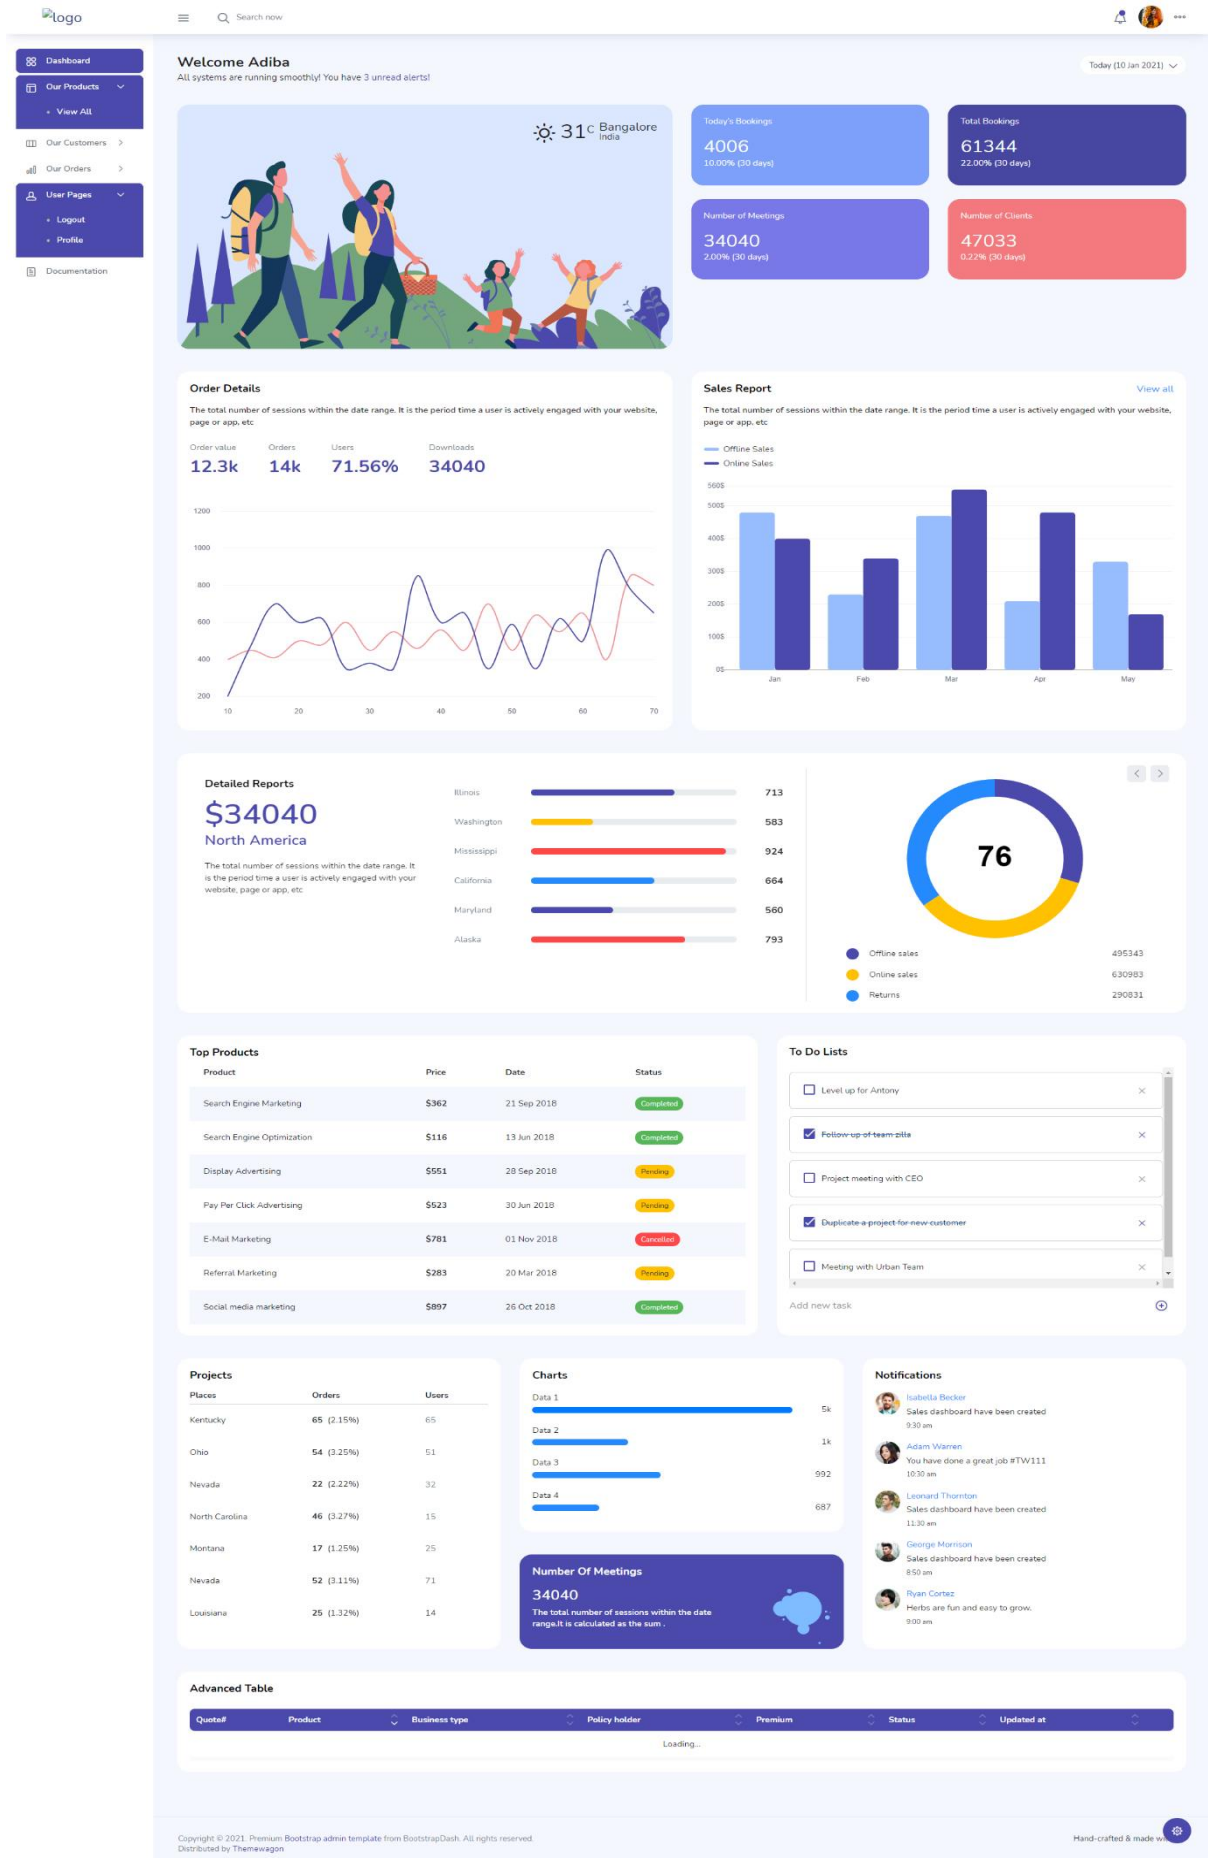 logo
Search now
Dashboard
Our Products
View All
Our Customers
Our Orders
User Pages
Logout
Profile
Documentation
Welcome Adiba
All systems are running smoothly! You have 3 unread alerts!
Today (10 Jan 2021)
31 C Bangalore
India
Today's Bookings
4006
10.00% (30 days)
Total Bookings
61344
22.00% (30 days)
Number of Meetings
34040
2.00% (30 days)
Number of Clients
47033
0.22% (30 days)
Order Details
The total number of sessions within the date range. It is the period time a user is actively engaged with your website,
page or app, etc
Order value Orders Users Downloads
12.3k 14k 71.56% 34040
1200
1000
800
600
400
200
10 20 30 40 50 60 70
Sales Report View all
The total number of sessions within the date range. It is the period time a user is actively engaged with your website,
page or app, etc
Offline Sales
Online Sales
560$
500$
400$
300$
200$
100$
0$
Jan Feb Mar Apr May
Detailed Reports
$34040
North America
The total number of sessions within the date range. It
is the period time a user is actively engaged with your
website, page or app, etc
Illinois 713
Washington 583
Mississippi 924
California 664
Maryland 560
Alaska 793
76
Offline sales 495343
Online sales 630983
Returns 290831
Top Products
Product Price Date Status
Search Engine Marketing $362 21 Sep 2018 Completed
Search Engine Optimization $116 13 Jun 2018 Completed
Display Advertising $551 28 Sep 2018 Pending
Pay Per Click Advertising $523 30 Jun 2018 Pending
E-Mail Marketing $781 01 Nov 2018 Cancelled
Referral Marketing $283 20 Mar 2018 Pending
Social media marketing $897 26 Oct 2018 Completed
To Do Lists
Level up for Antony
Follow up of team zilla
Project meeting with CEO
Duplicate a project for new customer
Meeting with Urban Team
Add new task
Projects
Places Orders Users
Kentucky 65 (2.15%) 65
Ohio 54 (3.25%) 51
Nevada 22 (2.22%) 32
North Carolina 46 (3.27%) 15
Montana 17 (1.25%) 25
Nevada 52 (3.11%) 71
Louisiana 25 (1.32%) 14
Charts
Data 1
5k
Data 2
1k
Data 3
992
Data 4
687
Number Of Meetings
34040
The total number of sessions within the date
range.It is calculated as the sum .
Notifications
Isabella Becker
Sales dashboard have been created
9:30 am
Adam Warren
You have done a great job #TW111
10:30 am
Leonard Thornton
Sales dashboard have been created
11:30 am
George Morrison
Sales dashboard have been created
8:50 am
Ryan Cortez
Herbs are fun and easy to grow.
9:00 am
Advanced Table
Quote# Product Business type Policy holder Premium Status Updated at
Loading...
Copyright © 2021. Premium Bootstrap admin template from BootstrapDash. All rights reserved.
Distributed by Themewagon
Hand-crafted & made